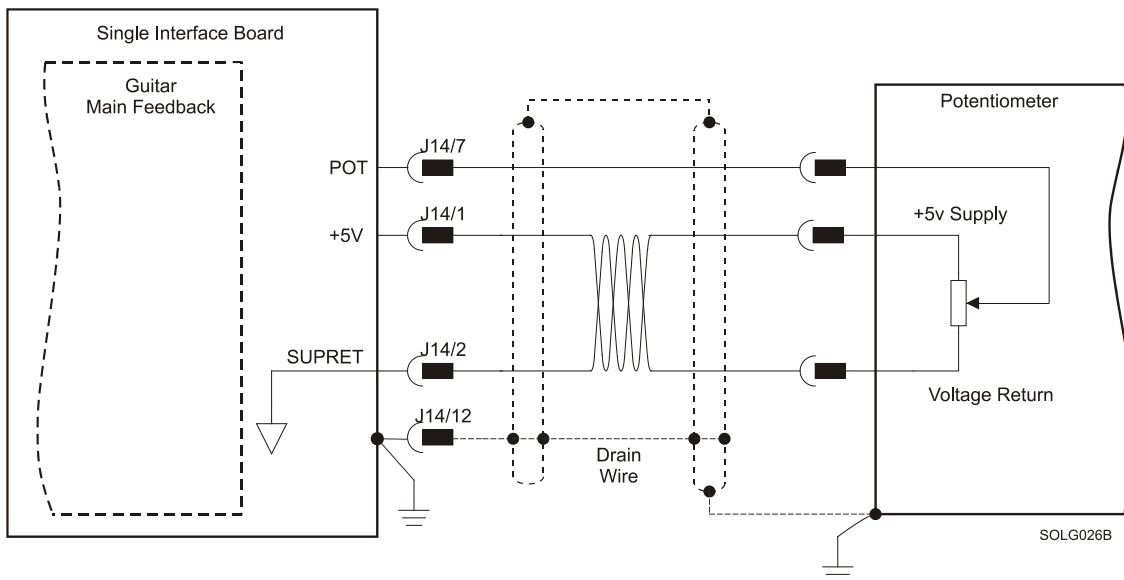 Single Interface Board
Guitar
Main Feedback
Potentiometer
J14/7
POT
J14/1
+5V
+5v Supply
J14/2
SUPRET
Voltage Return
J14/12
Drain
Wire
SOLG026B